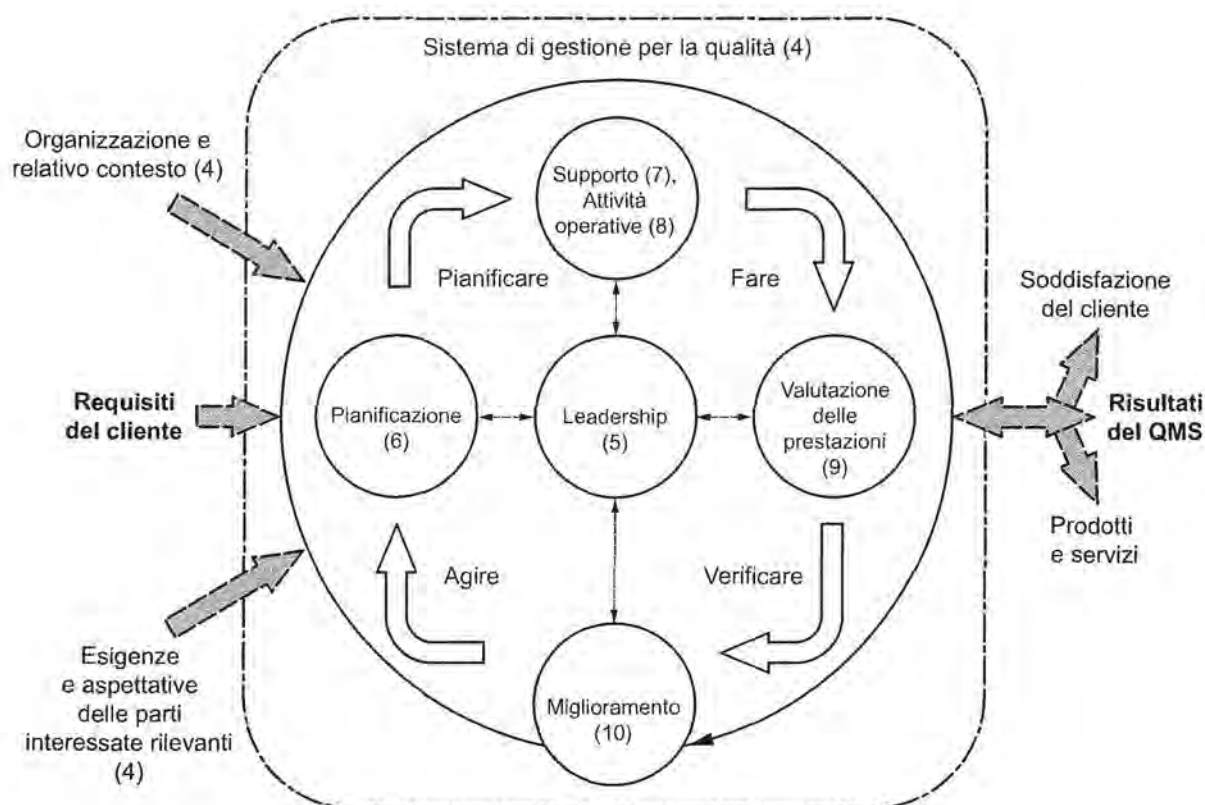 Sistema di gestione per la qualità (4)
Organizzazione e
relativo contesto (4)
Supporto (7),
Attività
operative (8)
Pianificare
Fare
Soddisfazione
del cliente
Requisiti
del cliente
Pianificazione
(6)
Leadership
(5)
Valutazione
delle
prestazioni
(9)
Risultati
del QMS
Agire
Verificare
Prodotti
e servizi
Esigenze
e aspettative
delle parti
interessate rilevanti
(4)
Miglioramento
(10)